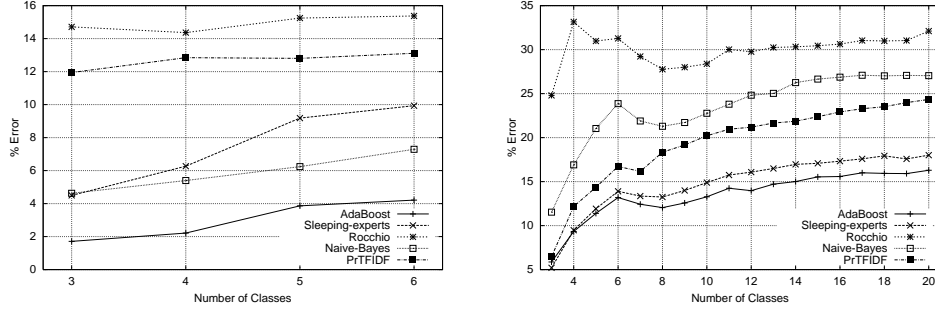 16
14
12
10
8
6
4
2
0
% Error
3 4 5 6
Number of Classes
AdaBoost
Sleeping-experts
Rocchio
Naive-Bayes
PrTFIDF
35
30
25
20
15
10
5
% Error
4 6 8 10 12 14 16 18 20
Number of Classes
AdaBoost
Sleeping-experts
Rocchio
Naive-Bayes
PrTFIDF